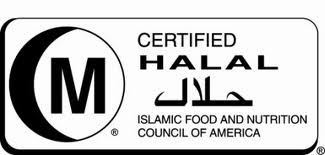 M
®
CERTIFIED
HALAL
حلال
ISLAMIC FOOD AND NUTRITION
COUNCIL OF AMERICA
®